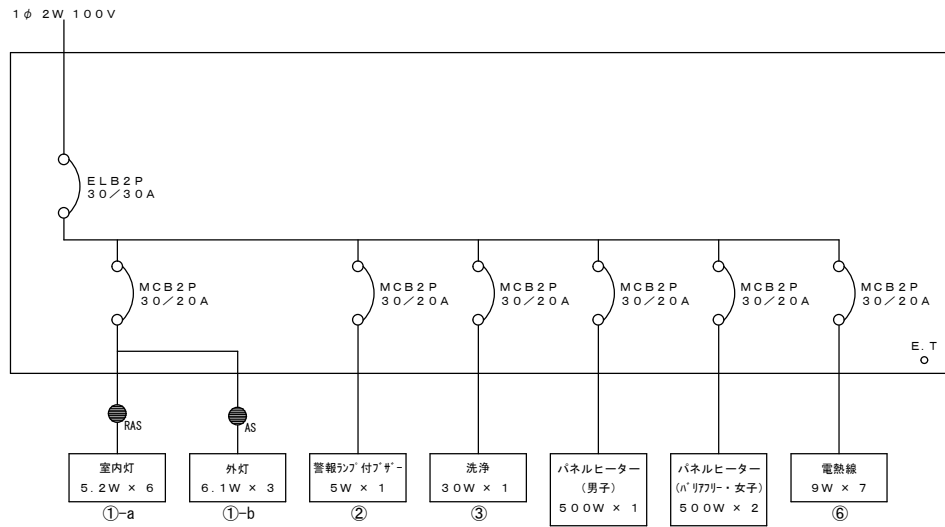 1φ 2W 100V
ELB2P
30/30A
MCB2P
30/20A
MCB2P
30/20A
MCB2P
30/20A
MCB2P
30/20A
MCB2P
30/20A
MCB2P
30/20A
E.T
RAS
AS
室内灯
5.2W × 6
①-a
外灯
6.1W × 3
①-b
警報ﾗﾝﾌﾟ付ﾌﾞｻﾞｰ
5W × 1
②
洗浄
30W × 1
③
パネルヒーター
(男子)
500W × 1
パネルヒーター
(ﾊﾞﾘｱﾌﾘｰ・女子)
500W × 2
電熱線
9W × 7
⑥